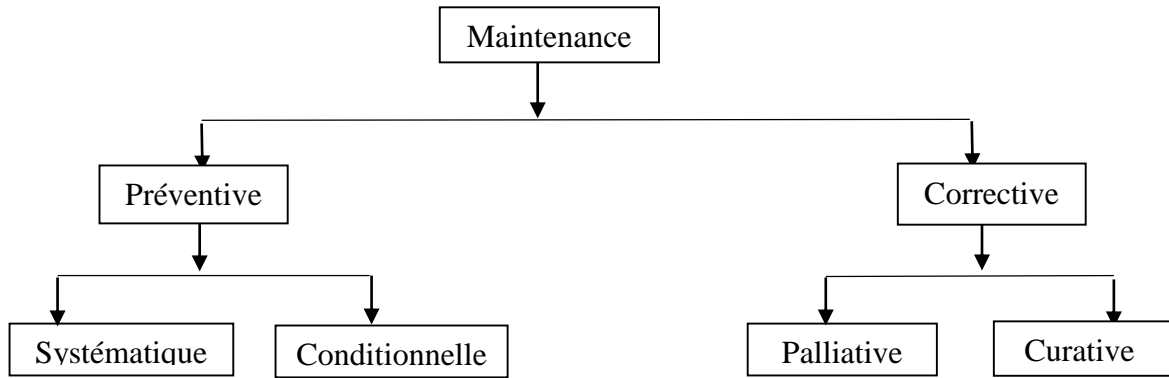 Maintenance
Préventive
Corrective
Systématique
Conditionnelle
Palliative
Curative